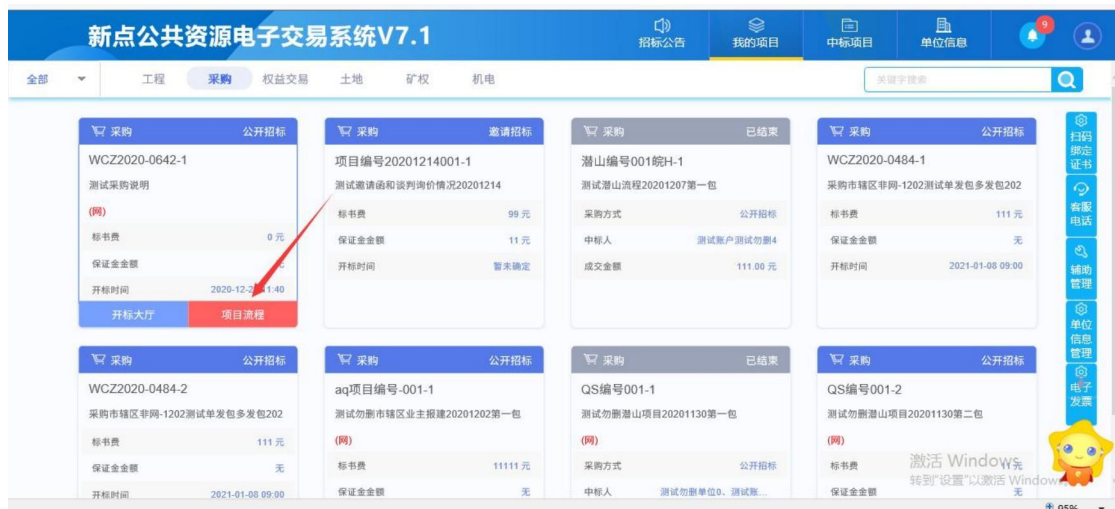 新点公共资源电子交易系统V7.1
招标公告
我的项目
中标项目
单位信息
9
全部
工程
采购
权益交易
土地
矿权
机电
关键字搜索
采购 公开招标
WCZ2020-0642-1
测试采购说明
(网)
标书费 0 元
保证金金额
开标时间 2020-12-2 1:40
开标大厅
项目流程
采购 邀请招标
项目编号20201214001-1
测试邀请函和谈判询价情况20201214
标书费 99 元
保证金金额 11 元
开标时间 暂未确定
采购 已结束
潜山编号001皖H-1
测试潜山流程20201207第一包
采购方式 公开招标
中标人 测试账户测试勿删4
成交金额 111.00 元
采购 公开招标
WCZ2020-0484-1
采购市辖区非网-1202测试单发包多发包202
标书费 111 元
保证金金额 无
开标时间 2021-01-08 09:00
采购 公开招标
WCZ2020-0484-2
采购市辖区非网-1202测试单发包多发包202
标书费 111 元
保证金金额 无
开标时间 2021-01-08 09:00
采购 公开招标
aq项目编号-001-1
测试勿删市辖区业主报建20201202第一包
(网)
标书费 11111 元
保证金金额 无
采购 已结束
QS编号001-1
测试勿删潜山项目20201130第一包
(网)
采购方式 公开招标
中标人 测试勿删单位0、测试账...
采购 公开招标
QS编号001-2
测试勿删潜山项目20201130第二包
(网)
标书费 元
保证金金额 无
扫码
绑定
证书
客服
电话
辅助
管理
单位
信息
管理
电子
发票
激活 Windows
转到"设置"以激活 Windows
95%